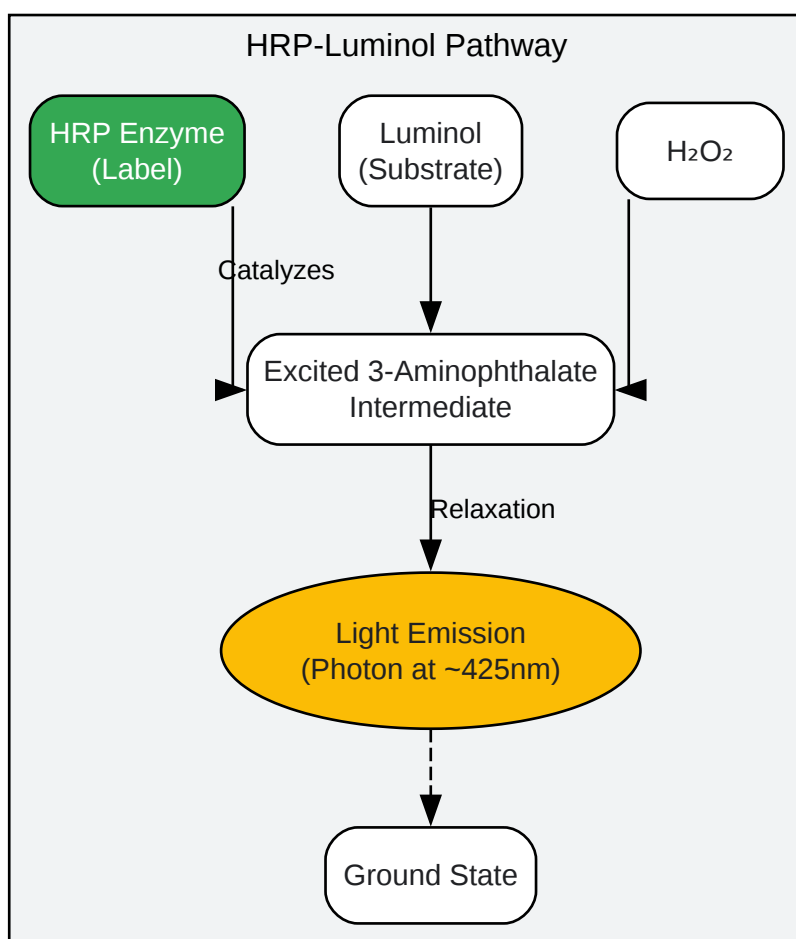 HRP-Luminol Pathway
HRP Enzyme
(Label)
Luminol
(Substrate)
H₂O₂
Catalyzes
Excited 3-Aminophthalate
Intermediate
Relaxation
Light Emission
(Photon at ~425nm)
Ground State